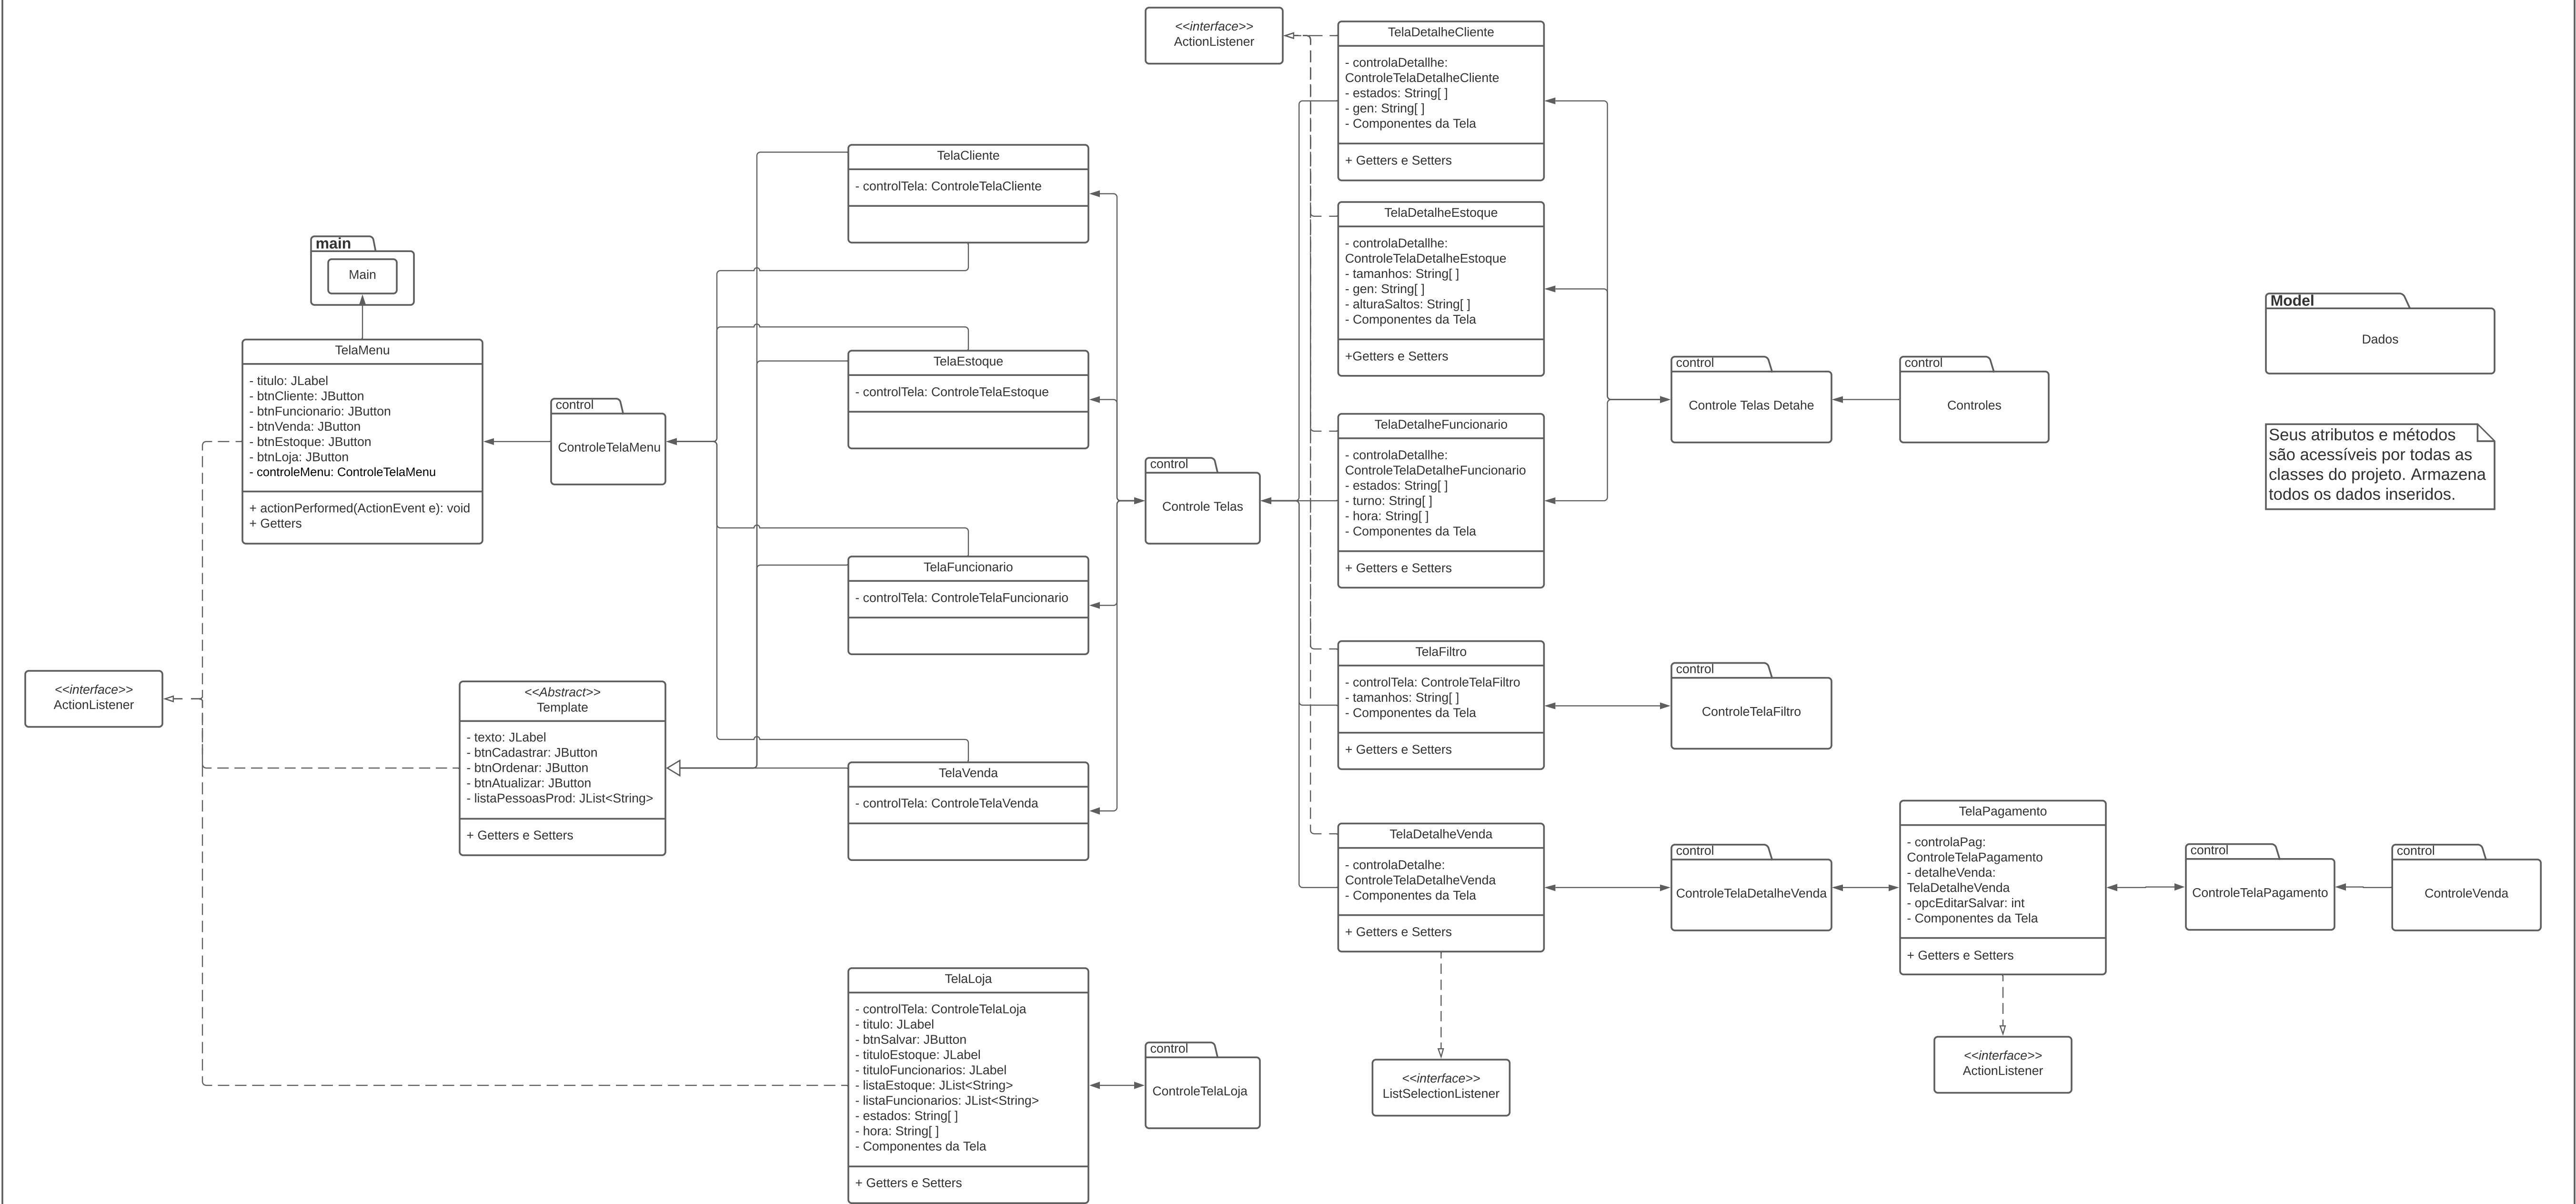 <<interface>>
ActionListener
TelaDetalheCliente
- controlaDetallhe:
ControleTelaDetalheCliente
- estados: String[ ]
- gen: String[ ]
- Componentes da Tela
+ Getters e Setters
TelaCliente
- controlTela: ControleTelaCliente
TelaDetalheEstoque
- controlaDetallhe:
ControleTelaDetalheEstoque
- tamanhos: String[ ]
- gen: String[ ]
- alturaSaltos: String[ ]
- Componentes da Tela
+Getters e Setters
main
Main
TelaMenu
- titulo: JLabel
- btnCliente: JButton
- btnFuncionario: JButton
- btnVenda: JButton
- btnEstoque: JButton
- btnLoja: JButton
- controleMenu: ControleTelaMenu
+ actionPerformed(ActionEvent e): void
+ Getters
control
ControleTelaMenu
TelaEstoque
- controlTela: ControleTelaEstoque
control
Controle Telas
TelaDetalheFuncionario
- controlaDetallhe:
ControleTelaDetalheFuncionario
- estados: String[ ]
- turno: String[ ]
- hora: String[ ]
- Componentes da Tela
+ Getters e Setters
control
Controle Telas Detahe
control
Controles
Model
Dados
Seus atributos e métodos
são acessíveis por todas as
classes do projeto. Armazena
todos os dados inseridos.
TelaFuncionario
- controlTela: ControleTelaFuncionario
<<interface>>
ActionListener
<<Abstract>>
Template
- texto: JLabel
- btnCadastrar: JButton
- btnOrdenar: JButton
- btnAtualizar: JButton
- listaPessoasProd: JList<String>
+ Getters e Setters
TelaVenda
- controlTela: ControleTelaVenda
TelaFiltro
- controlTela: ControleTelaFiltro
- tamanhos: String[ ]
- Componentes da Tela
+ Getters e Setters
control
ControleTelaFiltro
TelaDetalheVenda
- controlaDetalhe:
ControleTelaDetalheVenda
- Componentes da Tela
+ Getters e Setters
control
ControleTelaDetalheVenda
TelaPagamento
- controlaPag:
ControleTelaPagamento
- detalheVenda:
TelaDetalheVenda
- opcEditarSalvar: int
- Componentes da Tela
+ Getters e Setters
control
ControleTelaPagamento
control
ControleVenda
TelaLoja
- controlTela: ControleTelaLoja
- titulo: JLabel
- btnSalvar: JButton
- tituloEstoque: JLabel
- tituloFuncionarios: JLabel
- listaEstoque: JList<String>
- listaFuncionarios: JList<String>
- estados: String[ ]
- hora: String[ ]
- Componentes da Tela
+ Getters e Setters
control
ControleTelaLoja
<<interface>>
ListSelectionListener
<<interface>>
ActionListener